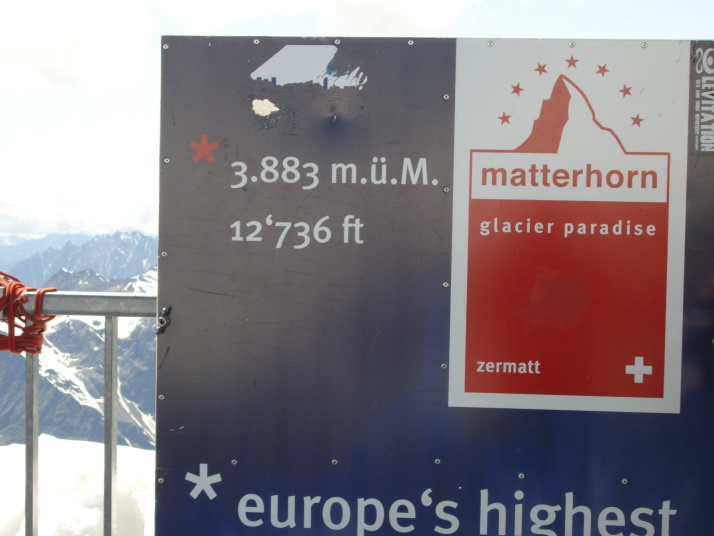 * 3.883 m.ü.M.
12‘736 ft
matterhorn
glacier paradise
zermatt
* europe‘s highest
LEVITATION